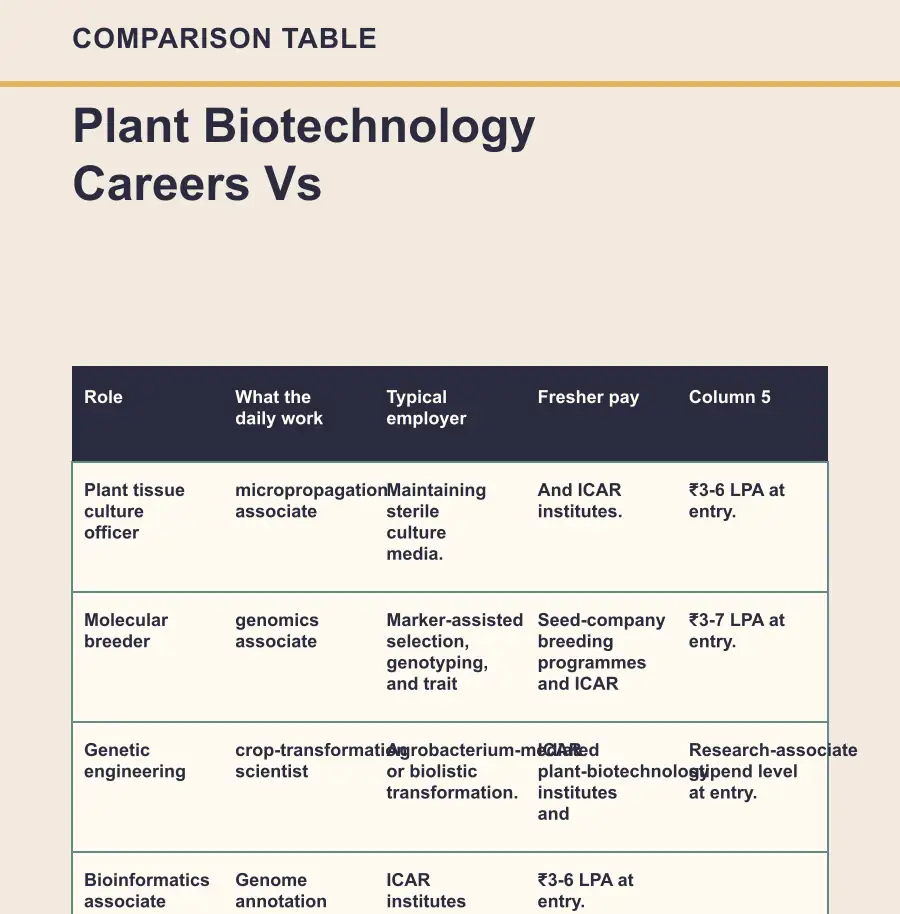 COMPARISON TABLE
Plant Biotechnology
Careers Vs
Role
What the
daily work
Typical
employer
Fresher pay
Column 5
Plant tissue
culture
officer
micropropagation
associate
Maintaining
sterile
culture
media.
And ICAR
institutes.
₹3-6 LPA at
entry.
Molecular
breeder
genomics
associate
Marker-assisted
selection,
genotyping,
and trait
Seed-company
breeding
programmes
and ICAR
₹3-7 LPA at
entry.
Genetic
engineering
crop-transformation
scientist
Agrobacterium-mediated
or biolistic
transformation.
ICAR
plant-biotechnology
institutes
and
Research-associate
stipend level
at entry.
Bioinformatics
associate
Genome
annotation
ICAR
institutes
₹3-6 LPA at
entry.